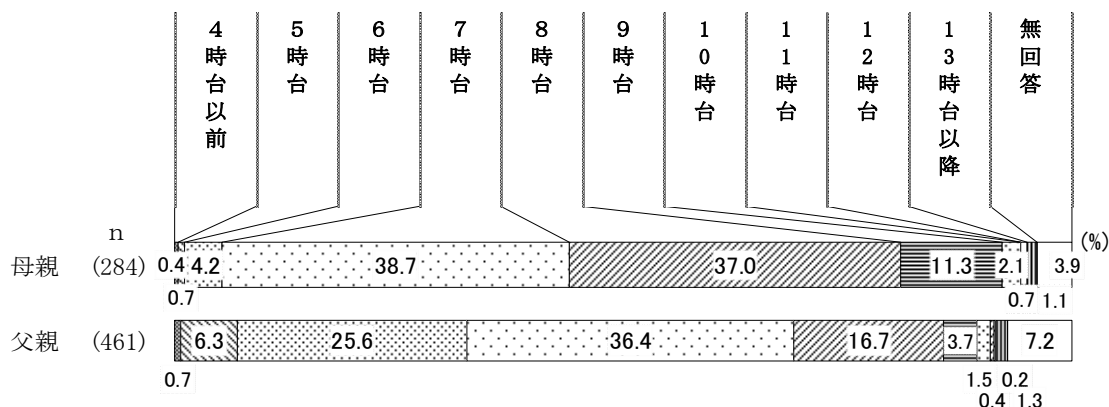 4時台以前
5時台
6時台
7時台
8時台
9時台
10時台
11時台
12時台
13時台以降
無回答
n
(%)
母親 (284) 0.4 4.2 38.7 37.0 11.3 2.1 3.9
0.7 0.7 1.1
父親 (461) 6.3 25.6 36.4 16.7 3.7 7.2
0.7 1.5 0.2
0.4 1.3